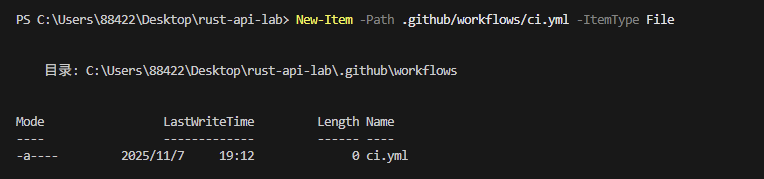 PS C:\Users\88422\Desktop\rust-api-lab> New-Item -Path .github/workflows/ci.yml -ItemType File
目录: C:\Users\88422\Desktop\rust-api-lab\.github\workflows
Mode LastWriteTime Length Name
---- ------------- ------ ----
-a---- 2025/11/7 19:12 0 ci.yml